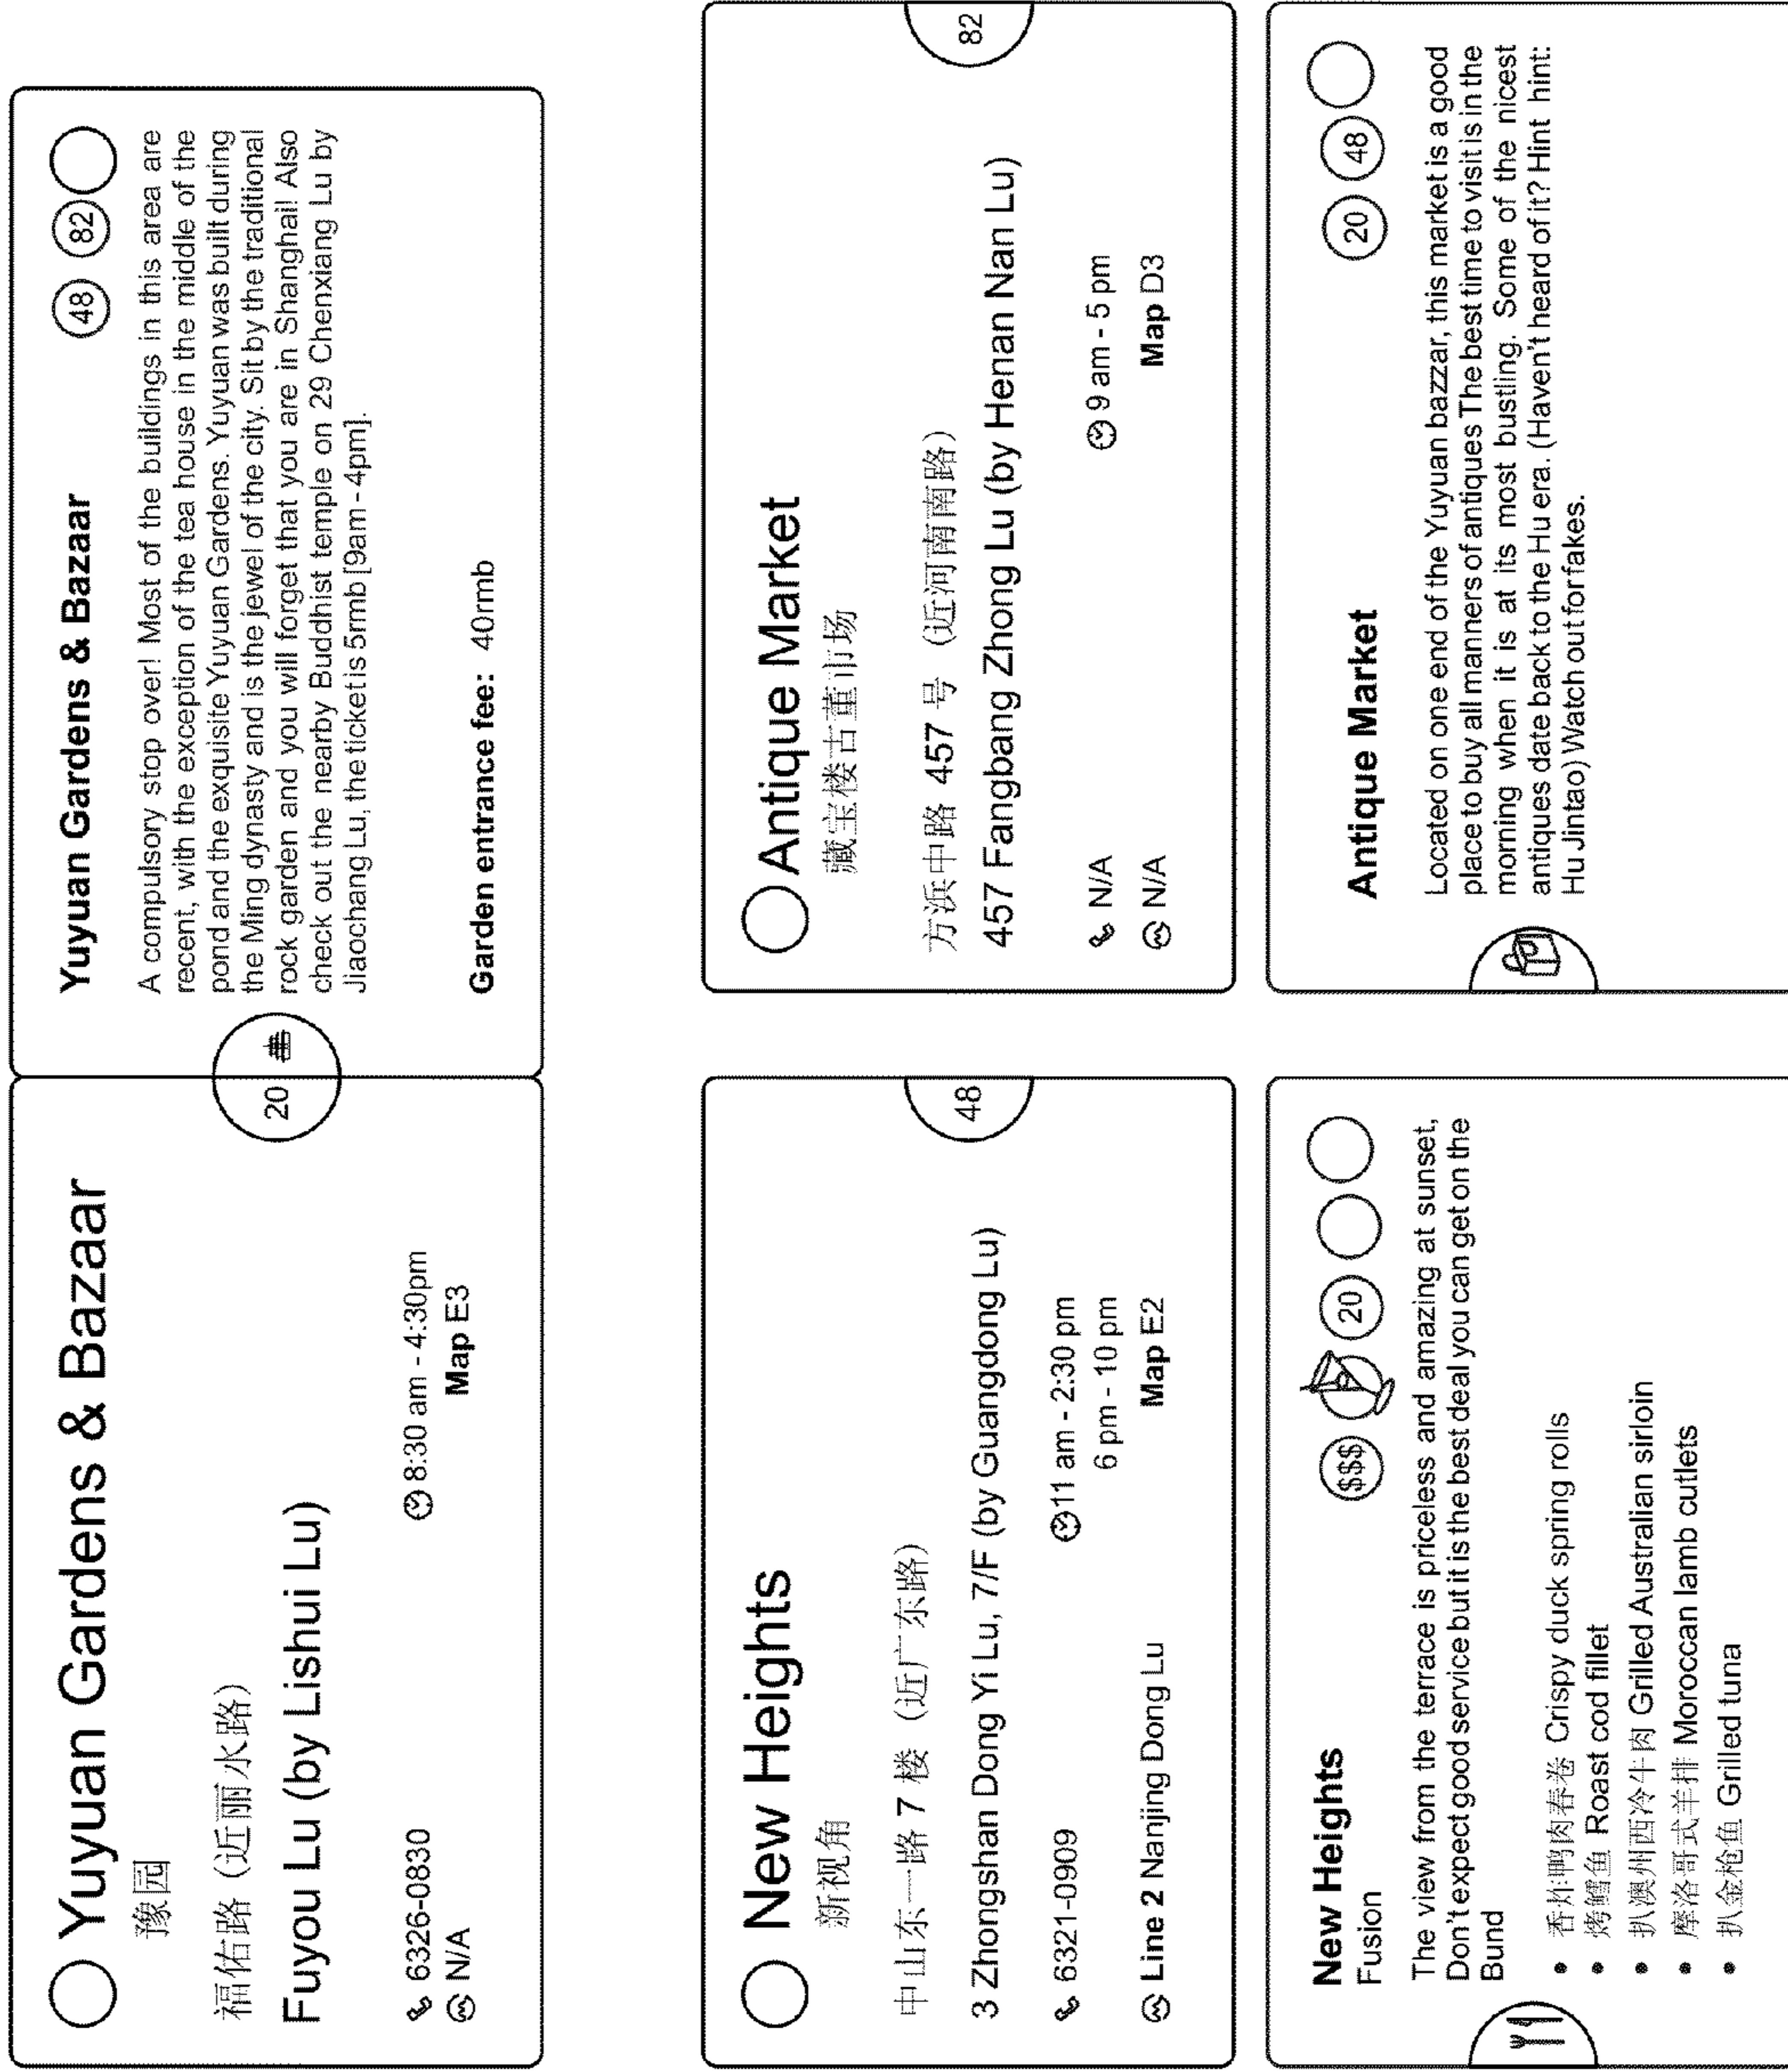 Yuyuan Gardens & Bazaar
豫园
福佑路（近丽水路）
Fuyou Lu (by Lishui Lu)
6326-0830
8:30 am - 4:30pm
N/A
Map E3
20
Yuyuan Gardens & Bazaar
48 82
A compulsory stop over! Most of the buildings in this area are
recent, with the exception of the tea house in the middle of the
pond and the exquisite Yuyuan Gardens. Yuyuan was built during
the Ming dynasty and is the jewel of the city. Sit by the traditional
rock garden and you will forget that you are in Shanghai! Also
check out the nearby Buddhist temple on 29 Chenxiang Lu by
Jiaochang Lu, the ticket is 5rmb [9am - 4pm].
Garden entrance fee: 40rmb
New Heights
新视角
中山东一路 7 楼（近广东路）
3 Zhongshan Dong Yi Lu, 7/F (by Guangdong Lu)
6321-0909
11 am - 2:30 pm
6 pm - 10 pm
Line 2 Nanjing Dong Lu
Map E2
48
Antique Market
藏宝楼古董市场
方浜中路 457 号（近河南南路）
457 Fangbang Zhong Lu (by Henan Nan Lu)
N/A
9 am - 5 pm
N/A
Map D3
82
New Heights
$$$ 20
Fusion
The view from the terrace is priceless and amazing at sunset,
Don't expect good service but it is the best deal you can get on the
Bund
• 香炸鸭肉春卷 Crispy duck spring rolls
• 烤鳕鱼 Roast cod fillet
• 扒澳州西冷牛肉 Grilled Australian sirloin
• 摩洛哥式羊排 Moroccan lamb cutlets
• 扒金枪鱼 Grilled tuna
Antique Market
20 48
Located on one end of the Yuyuan bazzar, this market is a good
place to buy all manners of antiques The best time to visit is in the
morning when it is at its most bustling. Some of the nicest
antiques date back to the Hu era. (Haven't heard of it? Hint hint:
Hu Jintao) Watch out for fakes.